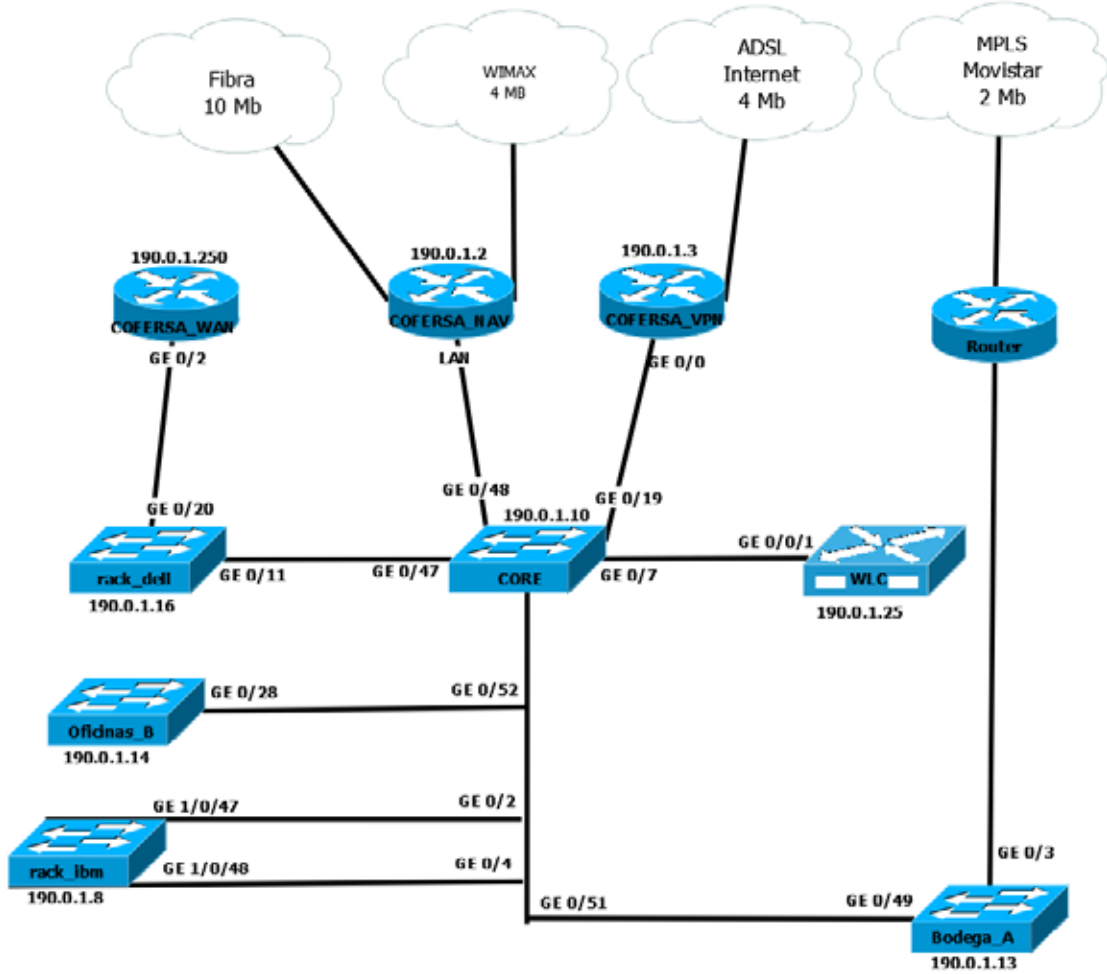 Fibra
10 Mb
WIMAX
4 MB
ADSL
Internet
4 Mb
MPLS
Movistar
2 Mb
190.0.1.250
COFERSA_WAN
GE 0/2
190.0.1.2
COFERSA_NAV
LAN
190.0.1.3
COFERSA_VPN
GE 0/0
Router
GE 0/20
GE 0/48
190.0.1.10
GE 0/19
GE 0/0/1
rack_dell
GE 0/11
GE 0/47
CORE
GE 0/7
WLC
190.0.1.16
190.0.1.25
GE 0/28
GE 0/52
Oficinas_B
190.0.1.14
GE 1/0/47
GE 0/2
rack_ibm
GE 1/0/48
GE 0/4
190.0.1.8
GE 0/3
GE 0/51
GE 0/49
Bodega_A
190.0.1.13